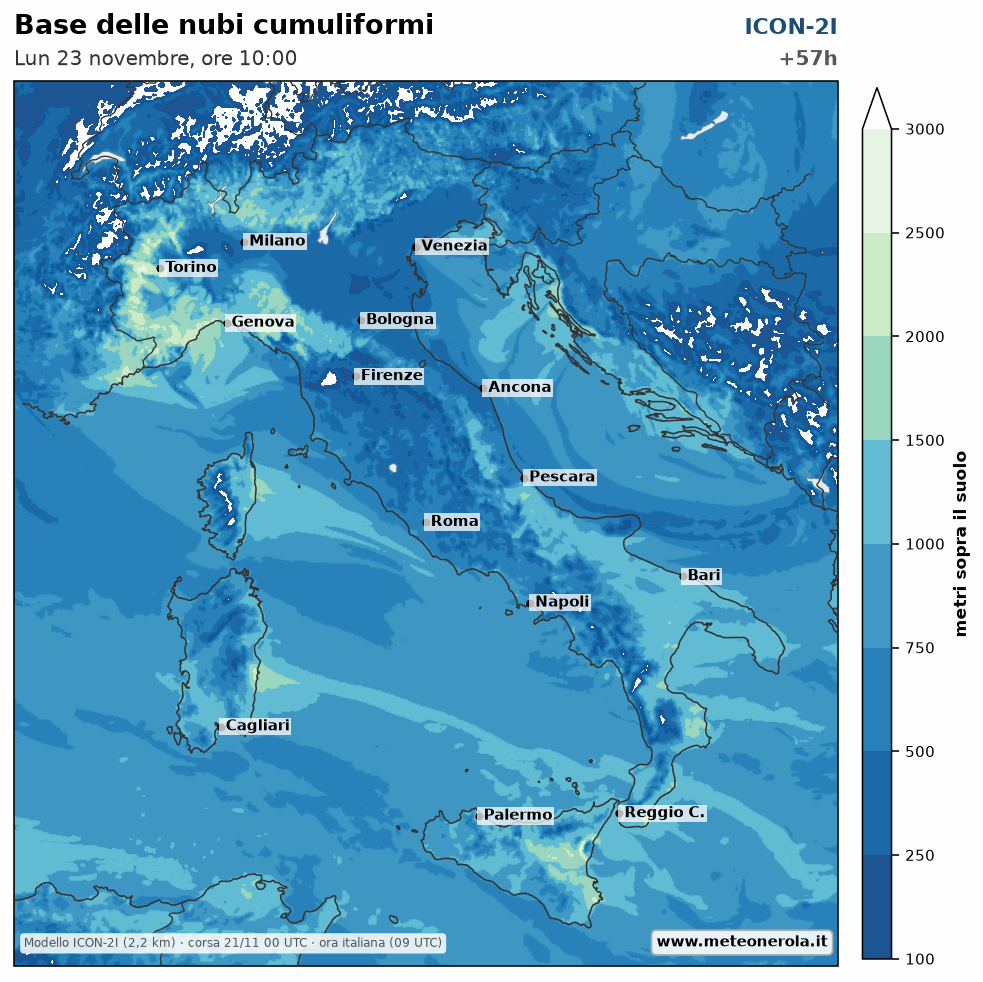 Base delle nubi cumuliformi
ICON-2I
Lun 23 novembre, ore 10:00
+57h
3000
2500
2000
1500
1000
750
500
250
100
metri sopra il suolo
Milano
Venezia
Torino
Genova
Bologna
Firenze
Ancona
Pescara
Roma
Bari
Napoli
Cagliari
Palermo
Reggio C.
Modello ICON-2I (2,2 km) · corsa 21/11 00 UTC · ora italiana (09 UTC)
www.meteonerola.it